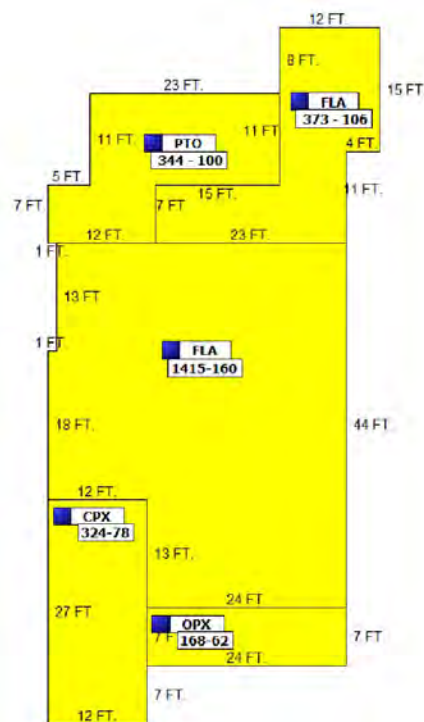 12 FT.
8 FT.
23 FT.
15 FT.
FLA
373 - 106
11 FT.
PTO
344 - 100
11 FT.
4 FT.
5 FT.
15 FT.
11 FT.
7 FT.
7 FT.
12 FT.
23 FT.
1 FT.
13 FT.
1 FT.
FLA
1415-160
18 FT.
44 FT.
12 FT.
CPX
324-78
13 FT.
24 FT.
27 FT.
OPX
168-62
7 F
7 FT.
24 FT.
7 FT.
12 FT.